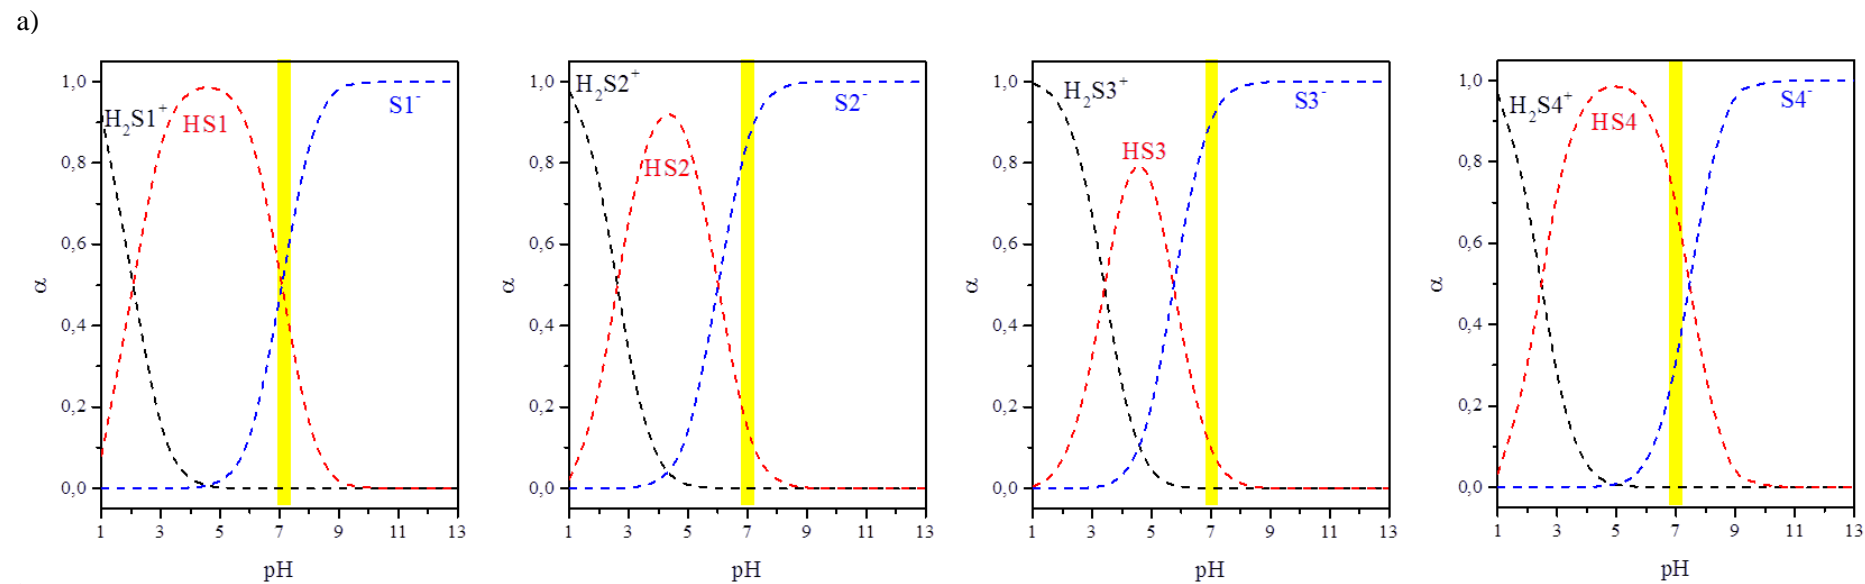 a)
H₂S1⁺
HS1
S1⁻
1,0
0,8
0,6
0,4
0,2
0,0
α
1 3 5 7 9 11 13
pH
H₂S2⁺
HS2
S2⁻
1,0
0,8
0,6
0,4
0,2
0,0
α
1 3 5 7 9 11 13
pH
H₂S3⁺
HS3
S3⁻
1,0
0,8
0,6
0,4
0,2
0,0
α
1 3 5 7 9 11 13
pH
H₂S4⁺
HS4
S4⁻
1,0
0,8
0,6
0,4
0,2
0,0
α
1 3 5 7 9 11 13
pH